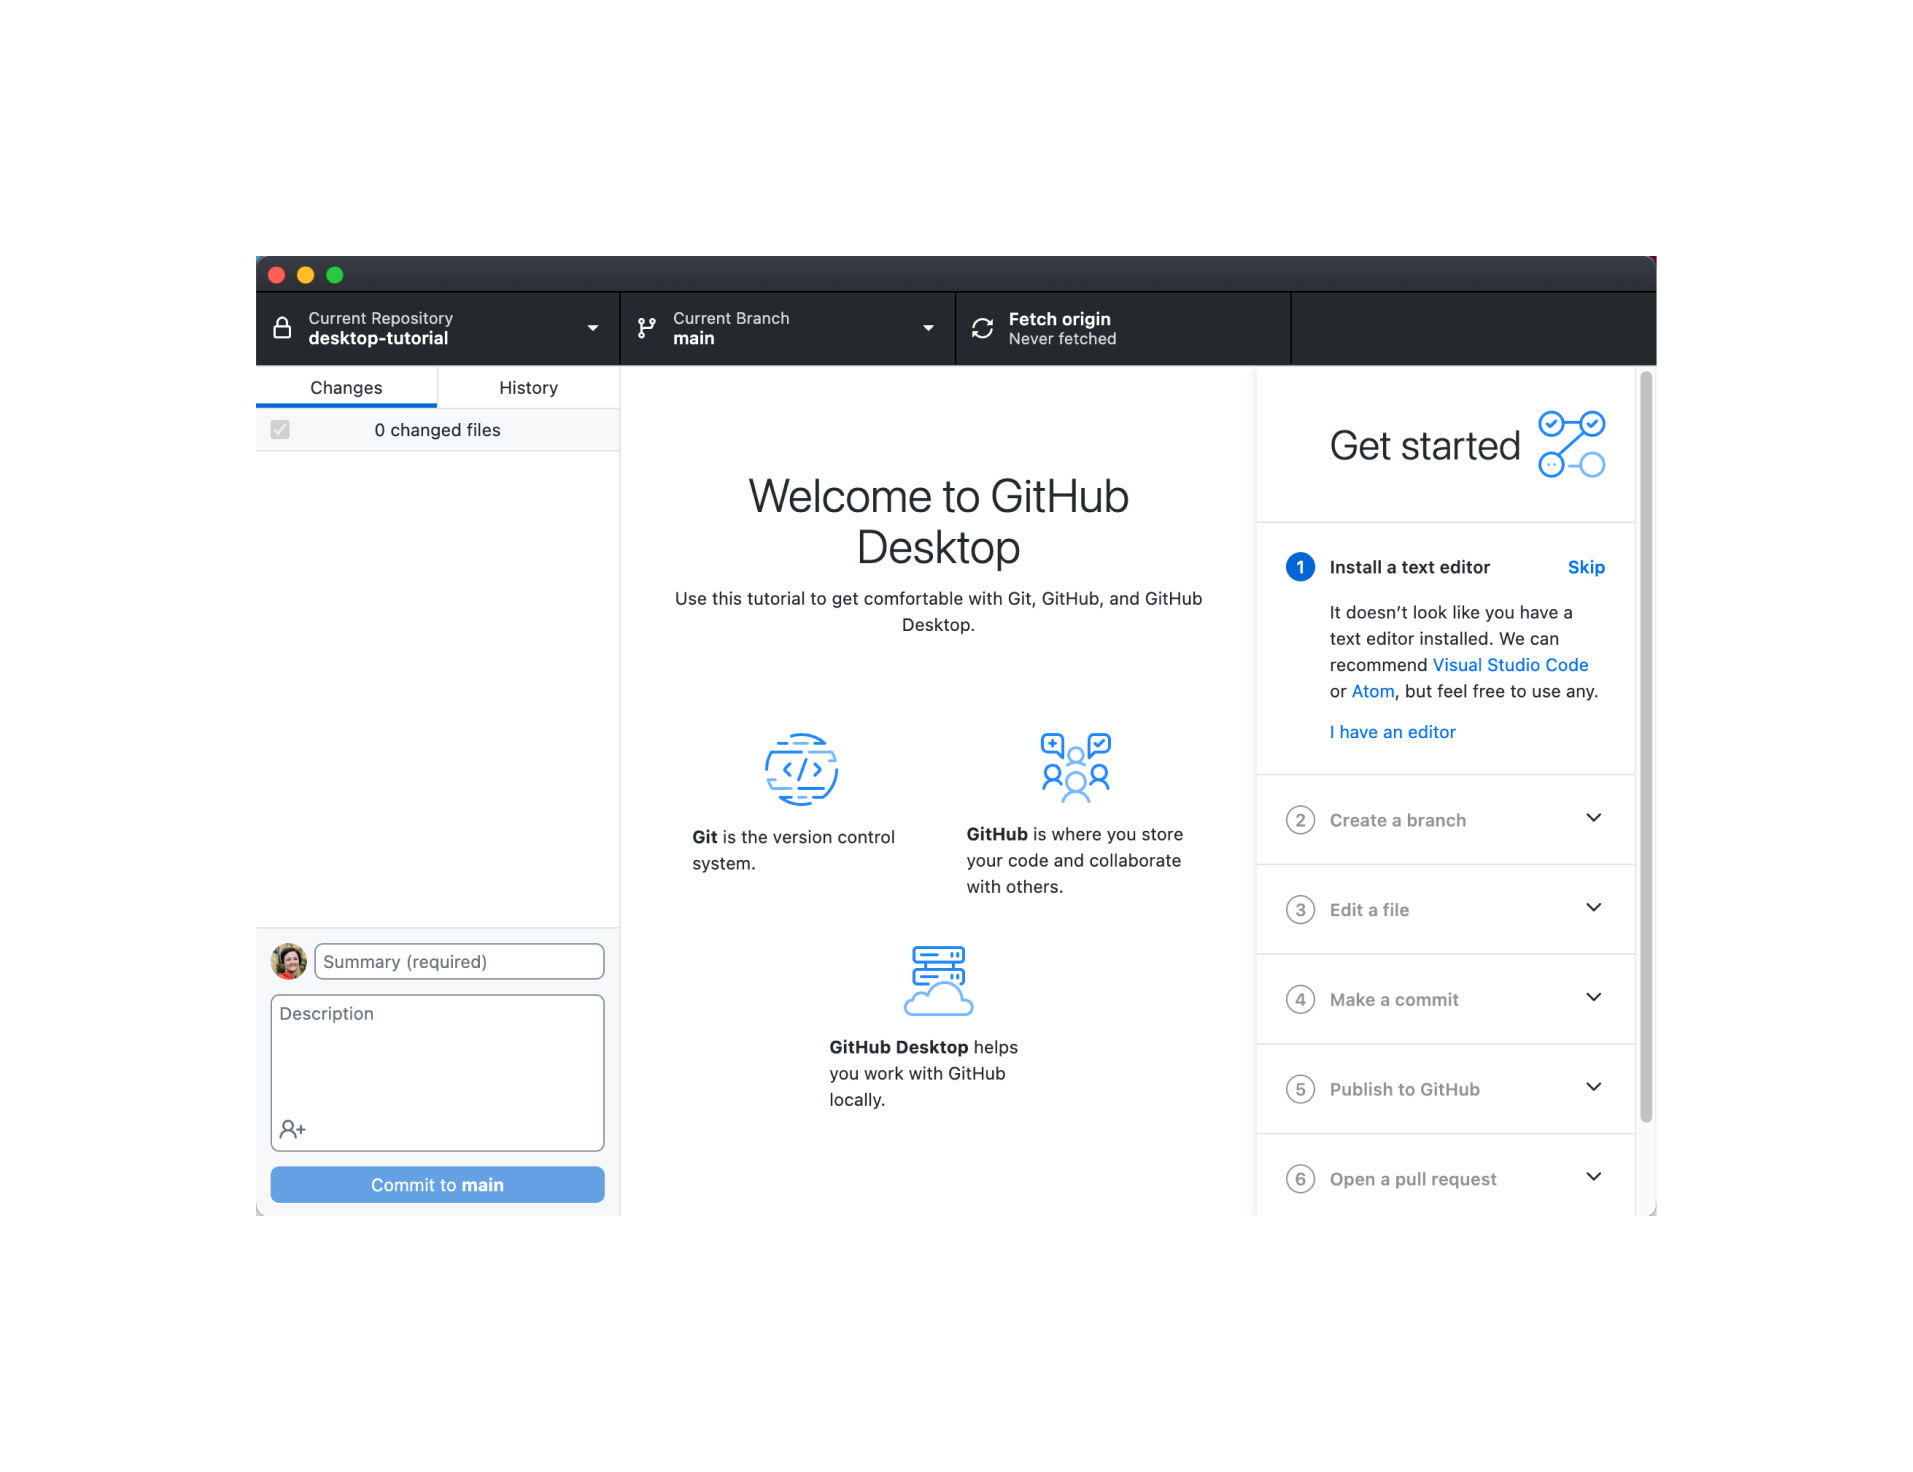 Current Repository
desktop-tutorial
Current Branch
main
Fetch origin
Never fetched
Changes
History
0 changed files
Summary (required)
Description
Commit to main
Welcome to GitHub
Desktop
Use this tutorial to get comfortable with Git, GitHub, and GitHub
Desktop.
Git is the version control
system.
GitHub is where you store
your code and collaborate
with others.
GitHub Desktop helps
you work with GitHub
locally.
Get started
1 Install a text editor Skip
It doesn’t look like you have a
text editor installed. We can
recommend Visual Studio Code
or Atom, but feel free to use any.
I have an editor
2 Create a branch
3 Edit a file
4 Make a commit
5 Publish to GitHub
6 Open a pull request